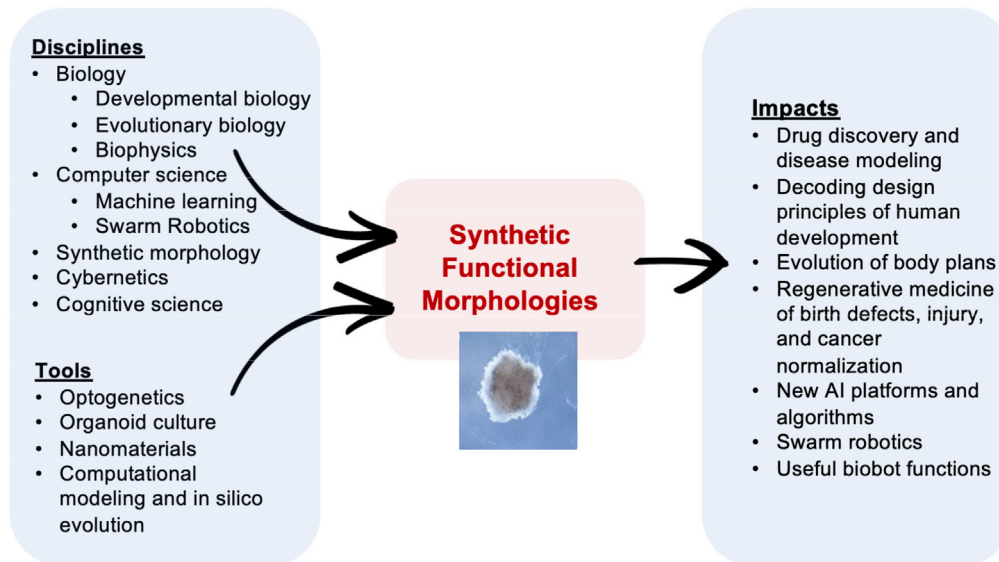 Disciplines
• Biology
• Developmental biology
• Evolutionary biology
• Biophysics
• Computer science
• Machine learning
• Swarm Robotics
• Synthetic morphology
• Cybernetics
• Cognitive science
Tools
• Optogenetics
• Organoid culture
• Nanomaterials
• Computational
modeling and in silico
evolution
Synthetic
Functional
Morphologies
Impacts
• Drug discovery and
disease modeling
• Decoding design
principles of human
development
• Evolution of body plans
• Regenerative medicine
of birth defects, injury,
and cancer
normalization
• New AI platforms and
algorithms
• Swarm robotics
• Useful biobot functions